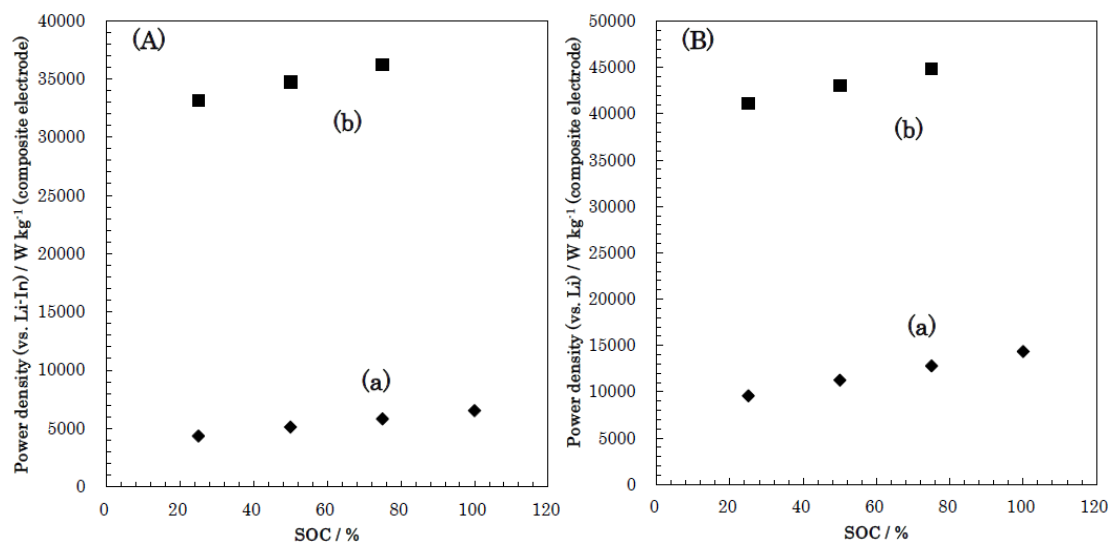 (A)
Power density (vs. Li-In) / W kg-1 (composite electrode)
40000
35000
30000
25000
20000
15000
10000
5000
0
(b)
(a)
0 20 40 60 80 100 120
SOC / %
(B)
Power density (vs. Li) / W kg-1 (composite electrode)
50000
45000
40000
35000
30000
25000
20000
15000
10000
5000
0
(b)
(a)
0 20 40 60 80 100 120
SOC / %